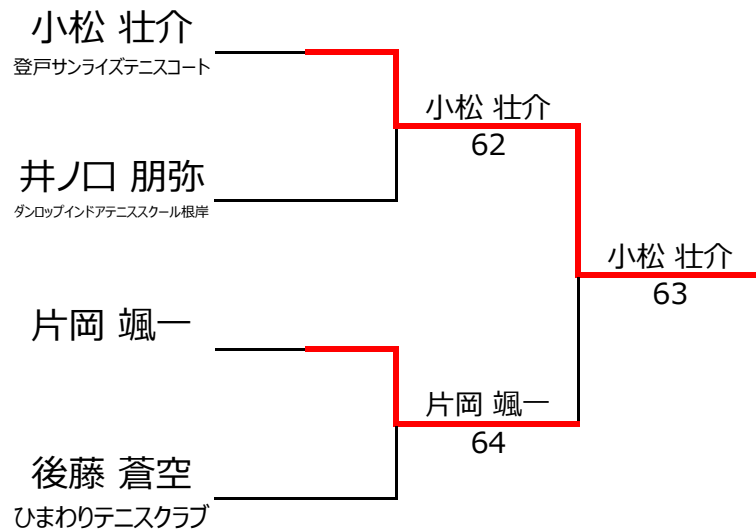 小松 壮介
登戸サンライズテニスコート
小松 壮介
62
井ノ口 朋弥
ダンロップインドアテニススクール根岸
小松 壮介
63
片岡 颯一
片岡 颯一
64
後藤 蒼空
ひまわりテニスクラブ